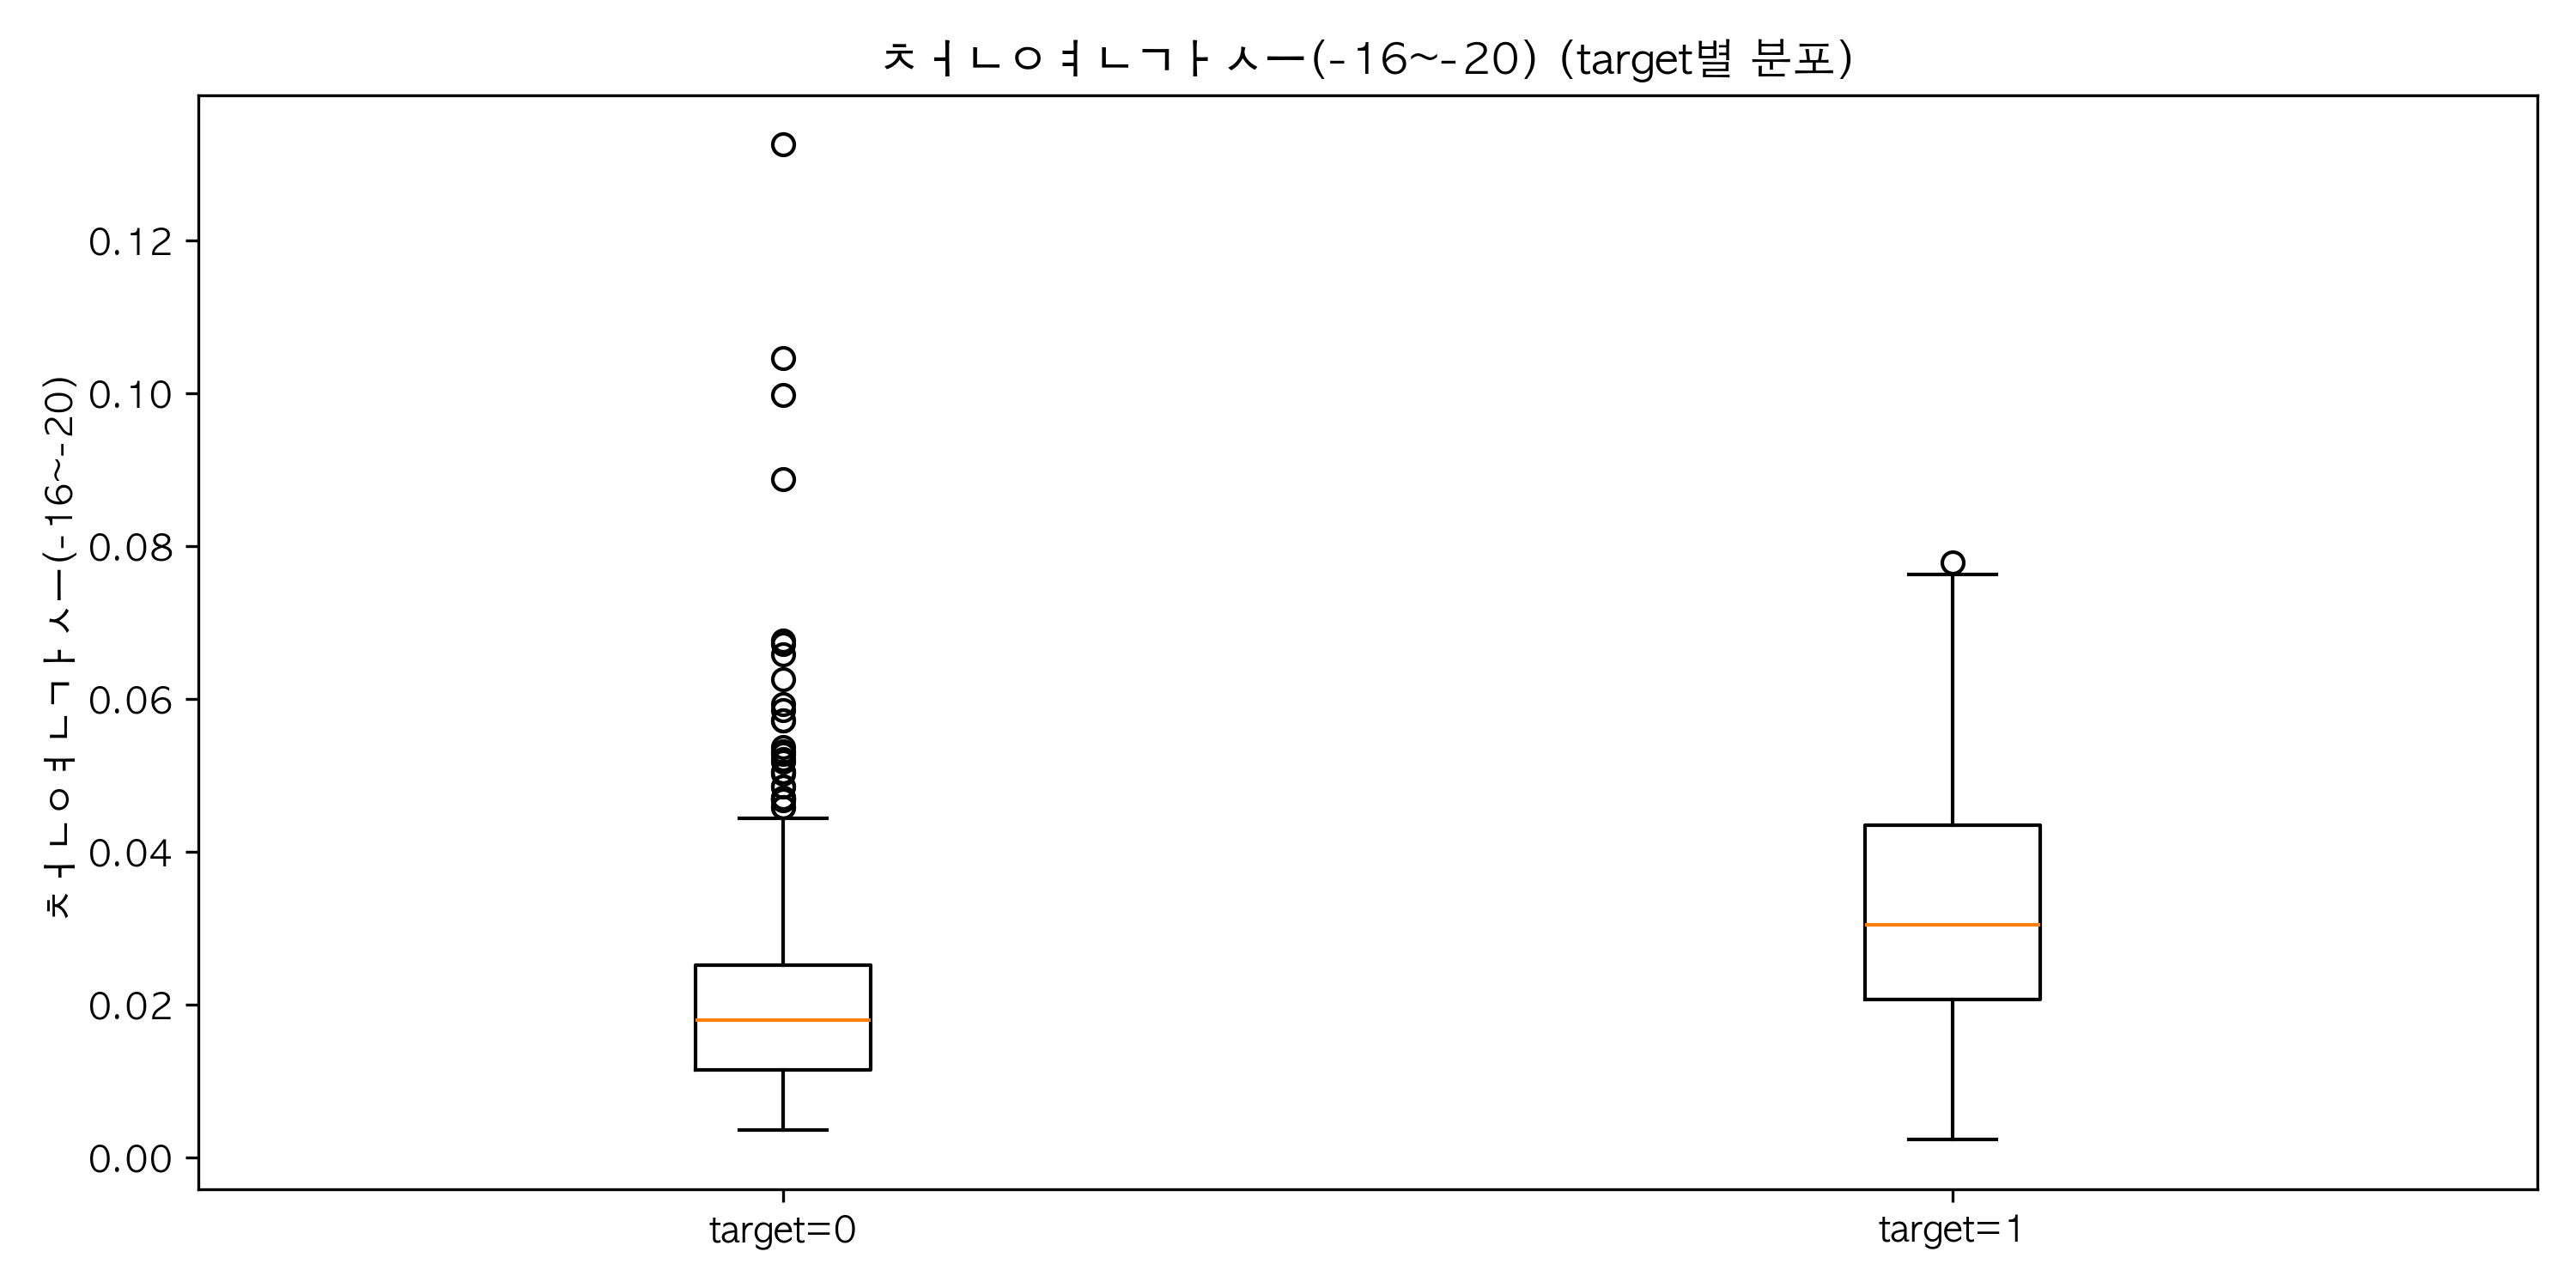 ㅊㅓㄴㅇㅕㄴㄱㅏㅅㅡ(-16~-20) (target별 분포)
ㅊㅓㄴㅇㅕㄴㄱㅏㅅㅡ(-16~-20)
0.12
0.10
0.08
0.06
0.04
0.02
0.00
target=0
target=1